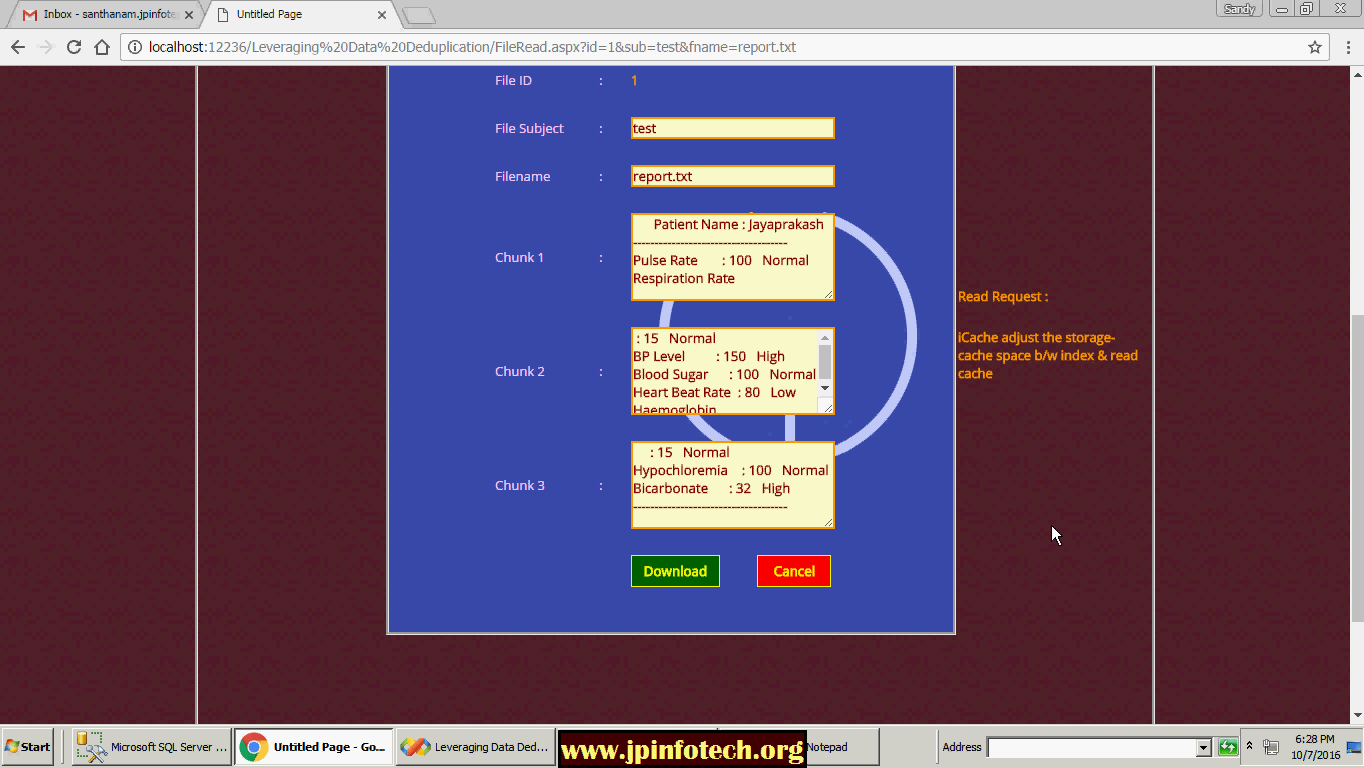 Inbox - santhanam.jpinfote
Untitled Page
Sandy
localhost:12236/Leveraging%20Data%20Deduplication/FileRead.aspx?id=1&sub=test&fname=report.txt
File ID : 1
File Subject : test
Filename : report.txt
Chunk 1 :
Patient Name : Jayaprakash
-------------------------------------
Pulse Rate : 100 Normal
Respiration Rate
Read Request :
iCache adjust the storage-
cache space b/w index & read
cache
Chunk 2 :
: 15 Normal
BP Level : 150 High
Blood Sugar : 100 Normal
Heart Beat Rate : 80 Low
Haemoglobin
Chunk 3 :
: 15 Normal
Hypochloremia : 100 Normal
Bicarbonate : 32 High
-------------------------------------
Download Cancel
Start
Microsoft SQL Server ...
Untitled Page - Go...
Leveraging Data Ded...
www.jpinfotech.org
Notepad
Address
6:28 PM
10/7/2016